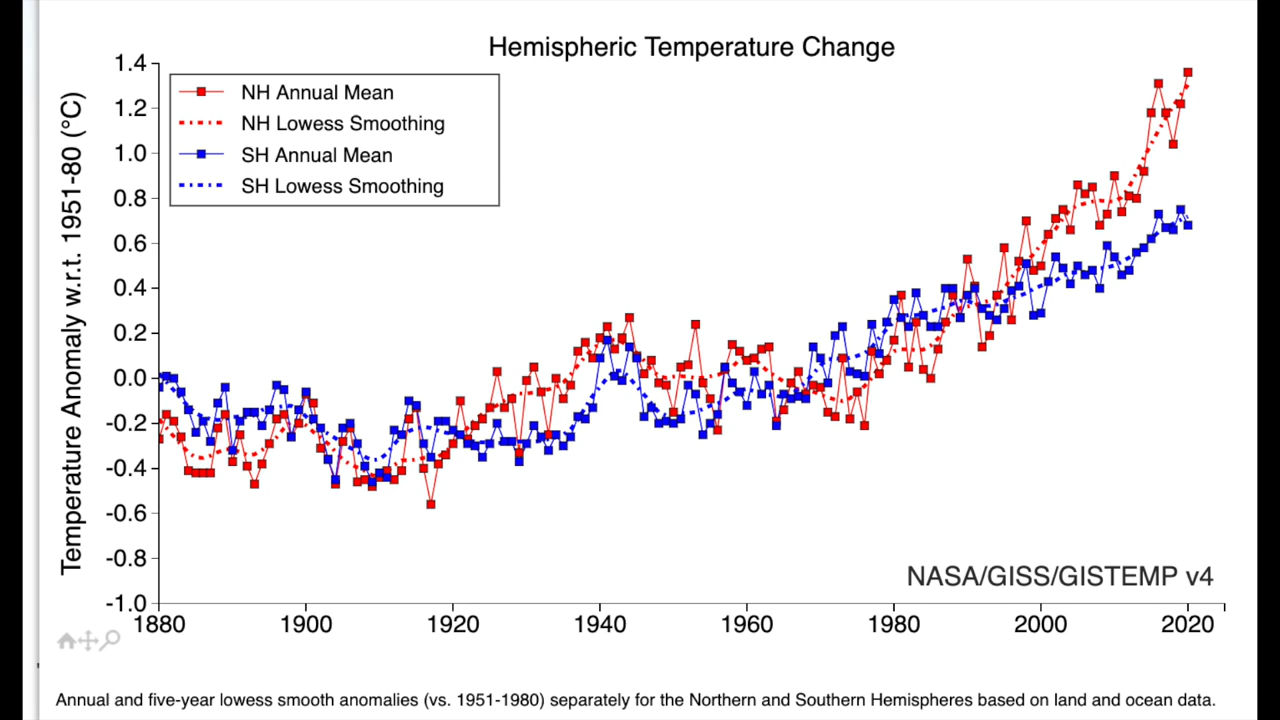 Hemispheric Temperature Change
Temperature Anomaly w.r.t. 1951-80 (°C)
1.4
1.2
1.0
0.8
0.6
0.4
0.2
0.0
-0.2
-0.4
-0.6
-0.8
-1.0
NH Annual Mean
NH Lowess Smoothing
SH Annual Mean
SH Lowess Smoothing
NASA/GISS/GISTEMP v4
1880 1900 1920 1940 1960 1980 2000 2020
Annual and five-year lowess smooth anomalies (vs. 1951-1980) separately for the Northern and Southern Hemispheres based on land and ocean data.